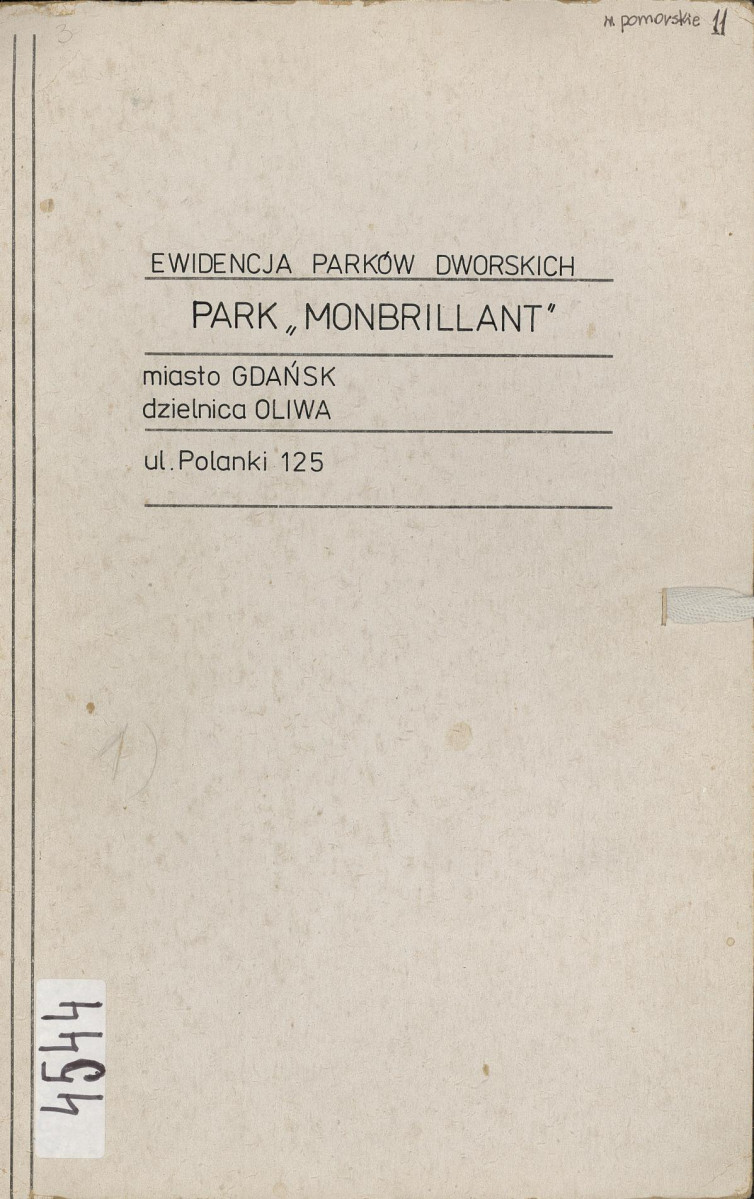 3
w. pomorskie 11
EWIDENCJA PARKÓW DWORSKICH
PARK „MONBRILLANT”
miasto GDAŃSK
dzielnica OLIWA
ul. Polanki 125
1)
4544